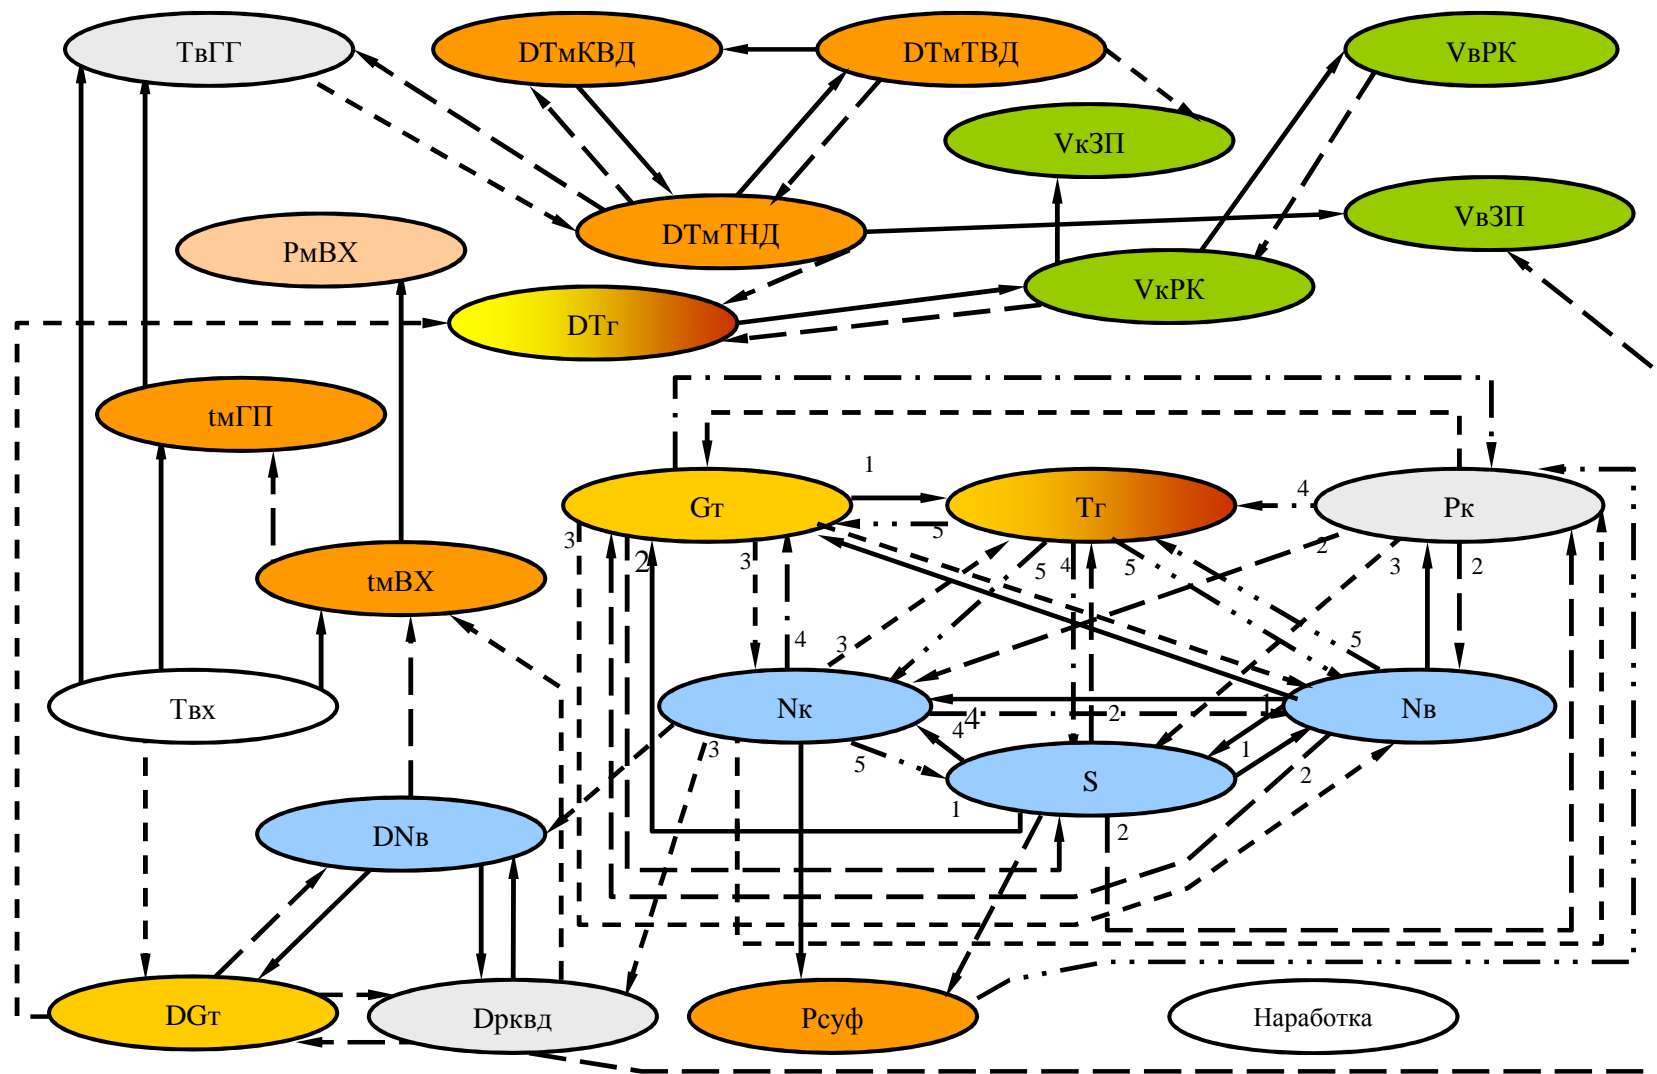 ТвГГ
DТмКВД
DТмТВД
VвРК
VкЗП
DТмТНД
VвЗП
РмВХ
VкРК
DТг
tмГП
1
Gт
Тг
4
Рк
3
2
3
5
5
4
5
2
3
2
tмВХ
4
3
5
Твх
Nк
4
4
2
1
Nв
3
5
1
2
S
1
2
DNв
DGт
Dрквд
Рсуф
Наработка